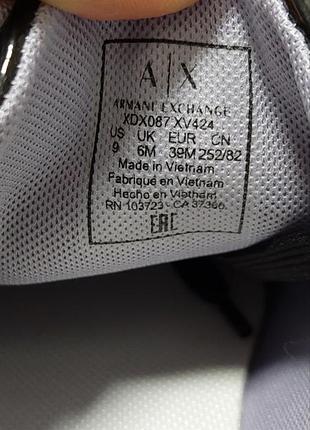 A|X
ARMANI EXCHANGE
XDX087 XV424
US UK EUR CN
9 6M 39M 252/82
Made in Vietnam
Fabriqué en Vietnam
Hecho en Vietnam
RN 103723 CA 37366
EAC